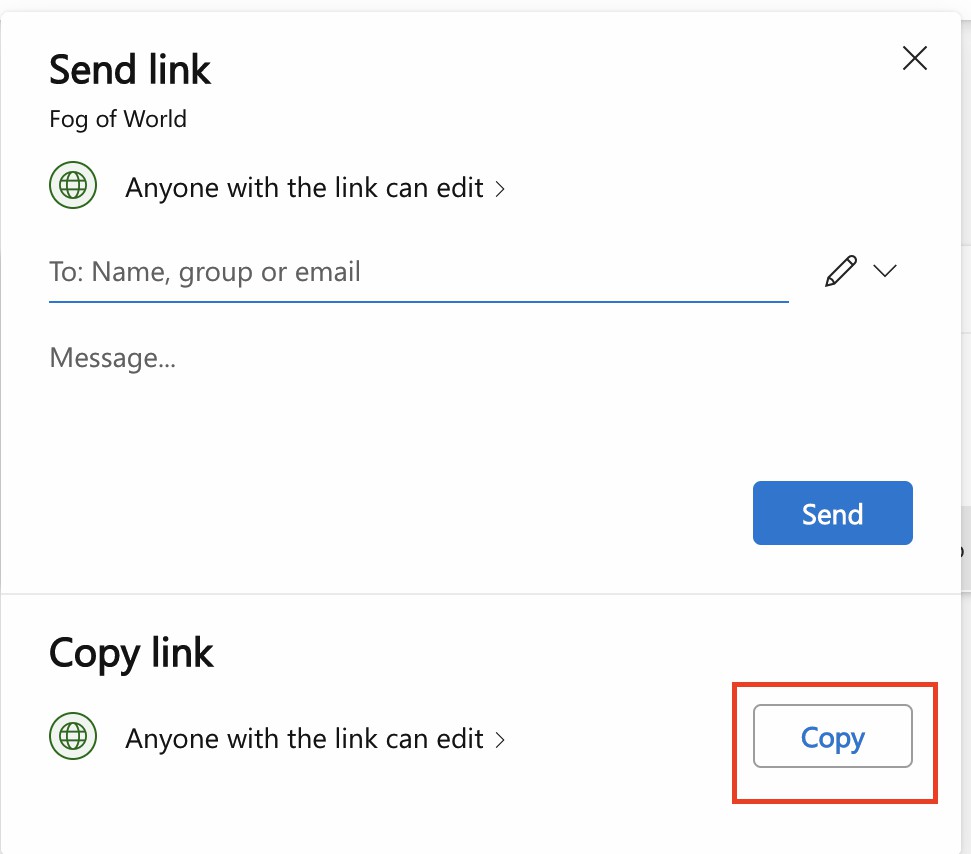 Send link
Fog of World
Anyone with the link can edit
To: Name, group or email
Message...
Send
Copy link
Anyone with the link can edit
Copy